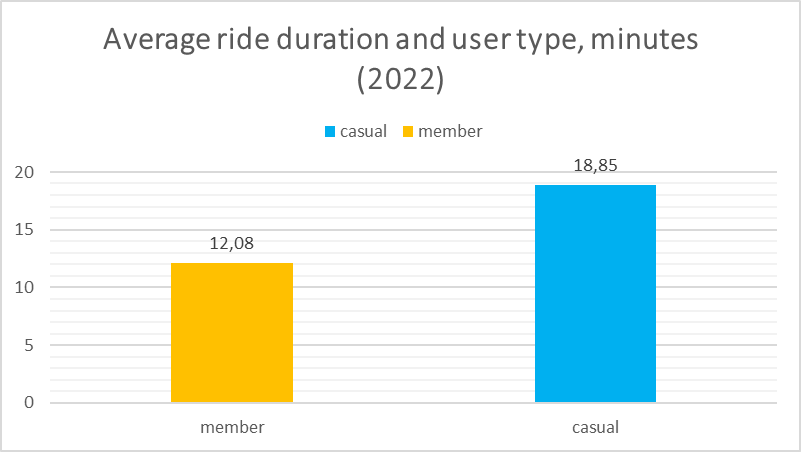 Average ride duration and user type, minutes
(2022)
casual member
20
18,85
15
12,08
10
5
0
member casual